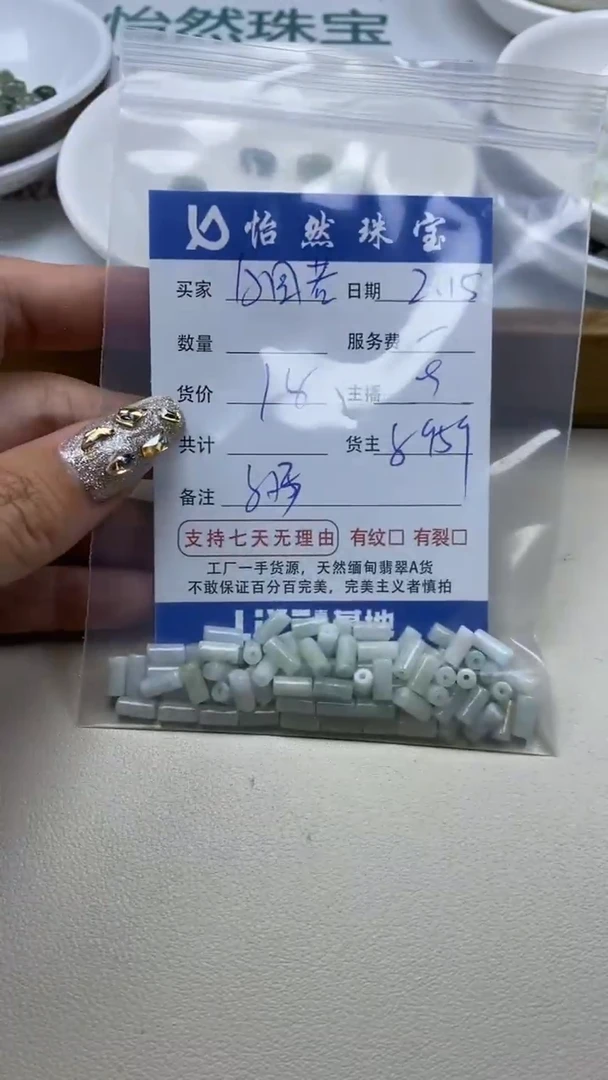 怡然珠宝
怡然珠宝
买家 日期 2.15
数量 服务费 一
货价 18 主播
共计 货主 8959
备注
支持七天无理由 有纹□ 有裂□
工厂一手货源，天然缅甸翡翠A货
不敢保证百分百完美，完美主义者慎拍
基地